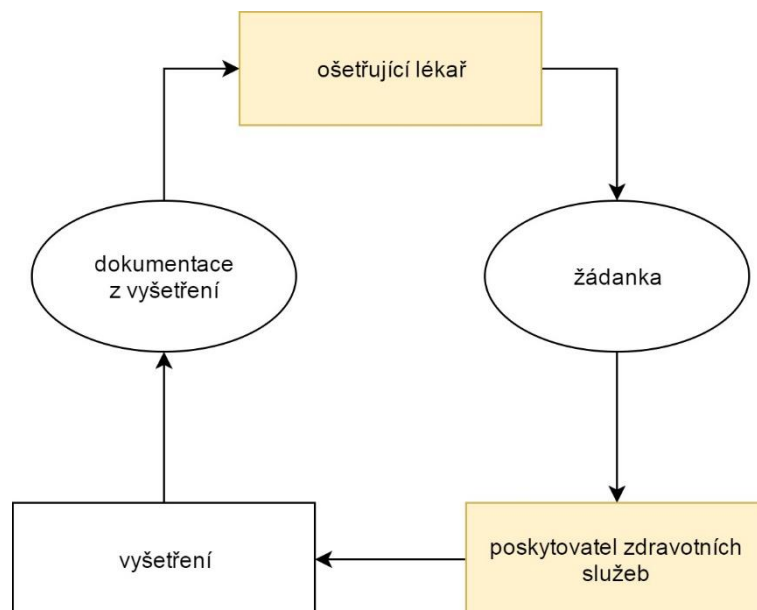 ošetřující lékař
dokumentace
z vyšetření
žádanka
vyšetření
poskytovatel zdravotních
služeb